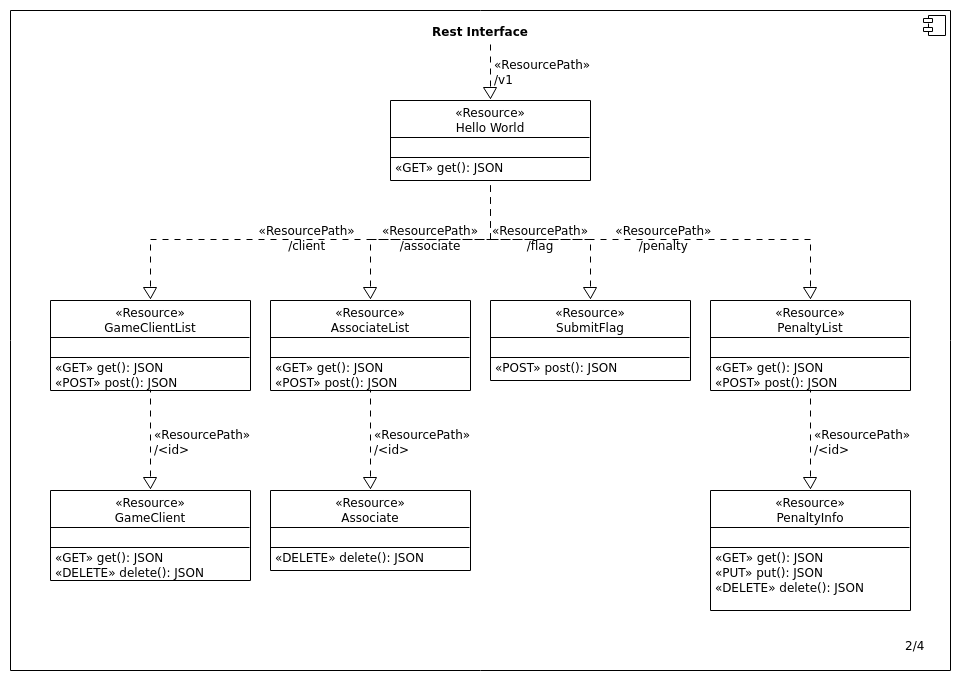 Rest Interface
«ResourcePath»
/v1
«Resource»
Hello World
«GET» get(): JSON
«ResourcePath»
/client
«ResourcePath»
/associate
«ResourcePath»
/flag
«ResourcePath»
/penalty
«Resource»
GameClientList
«GET» get(): JSON
«POST» post(): JSON
«Resource»
AssociateList
«GET» get(): JSON
«POST» post(): JSON
«Resource»
SubmitFlag
«POST» post(): JSON
«Resource»
PenaltyList
«GET» get(): JSON
«POST» post(): JSON
«ResourcePath»
/<id>
«ResourcePath»
/<id>
«ResourcePath»
/<id>
«Resource»
GameClient
«GET» get(): JSON
«DELETE» delete(): JSON
«Resource»
Associate
«DELETE» delete(): JSON
«Resource»
PenaltyInfo
«GET» get(): JSON
«PUT» put(): JSON
«DELETE» delete(): JSON
2/4